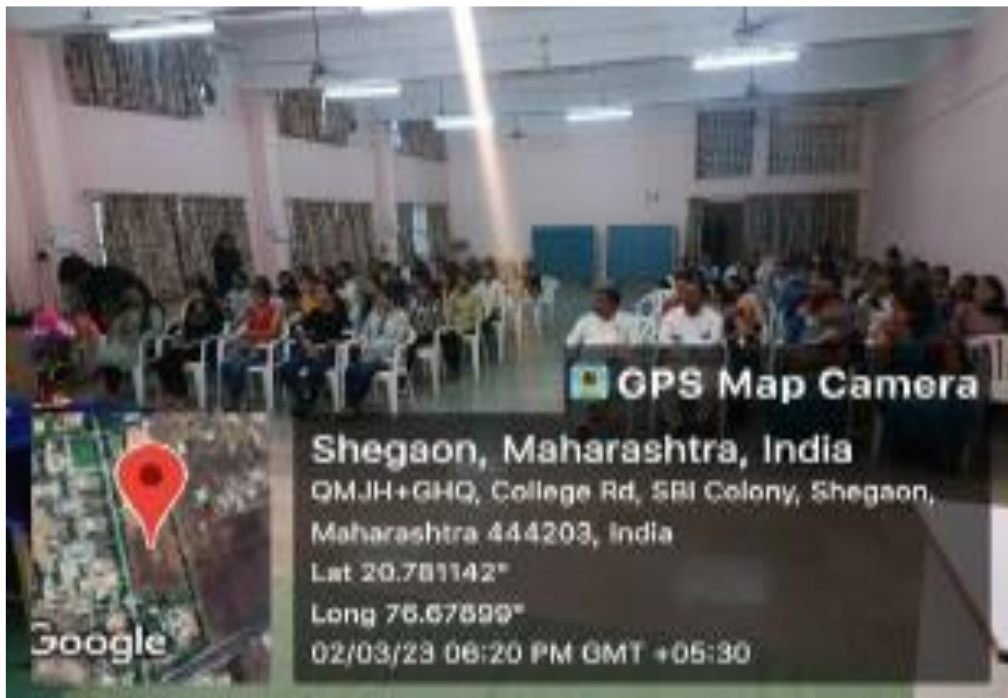 GPS Map Camera
Shegaon, Maharashtra, India
QMJH+GHQ, College Rd, SBI Colony, Shegaon,
Maharashtra 444203, India
Lat 20.781142°
Long 76.67899°
02/03/23 06:20 PM GMT +05:30
Google